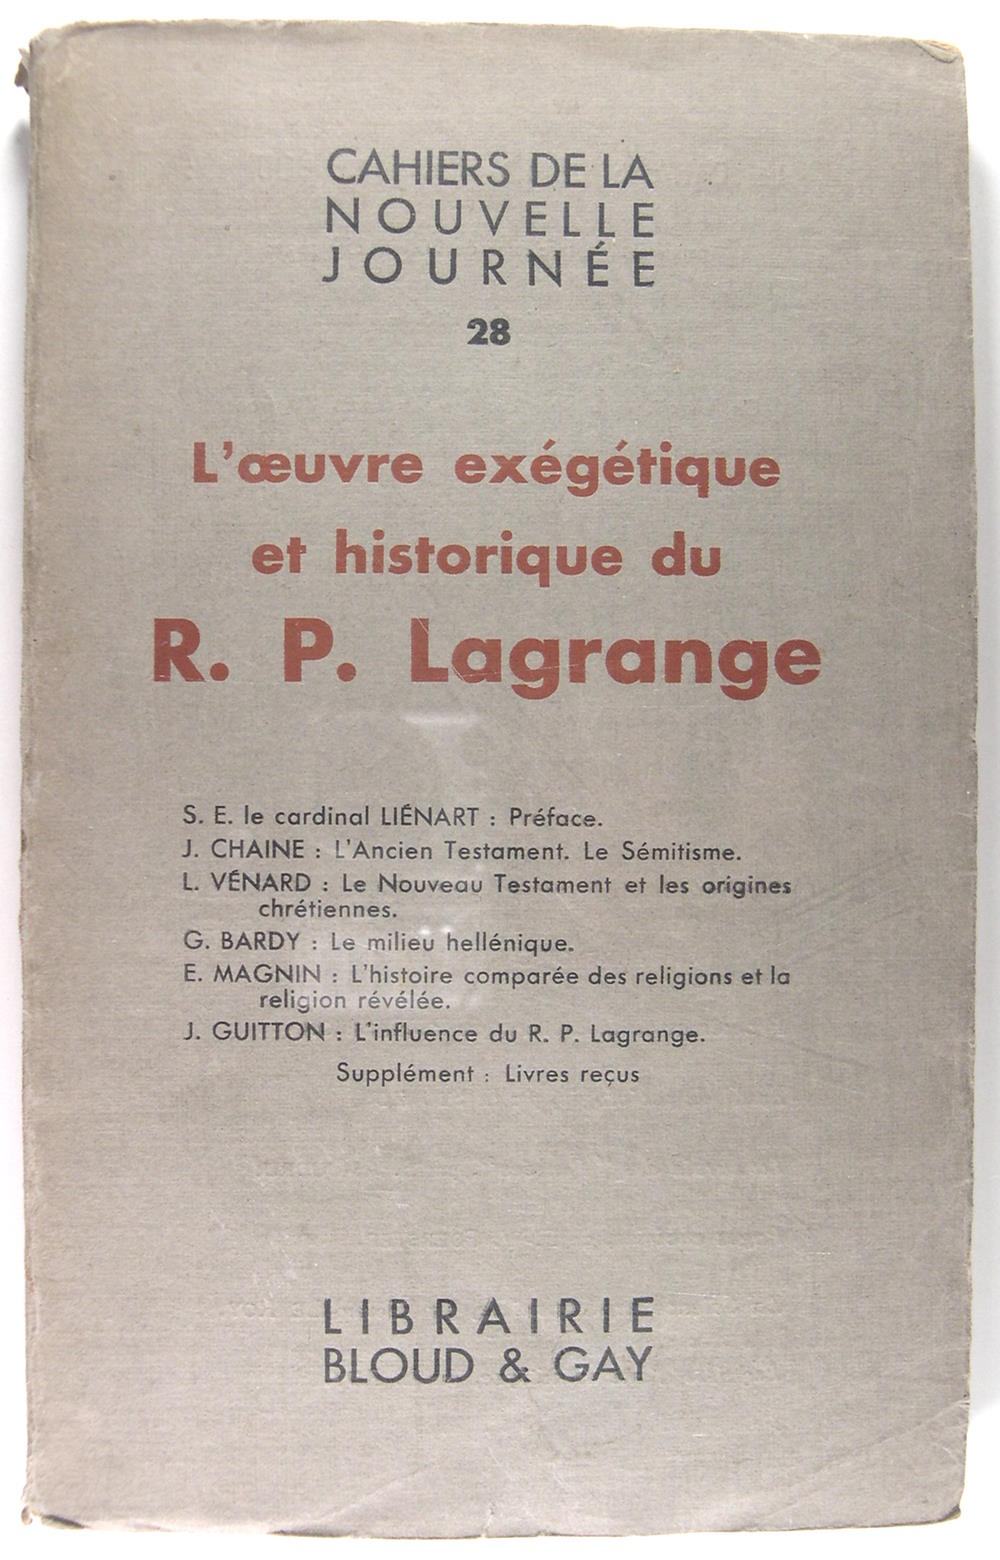 CAHIERS DE LA
NOUVELLE
JOURNÉE
28
L'œuvre exégétique
et historique du
R. P. Lagrange
S. E. le cardinal LIÉNART : Préface.
J. CHAINE : L'Ancien Testament. Le Sémitisme.
L. VÉNARD : Le Nouveau Testament et les origines
chrétiennes.
G. BARDY : Le milieu hellénique.
E. MAGNIN : L'histoire comparée des religions et la
religion révélée.
J. GUITTON : L'influence du R. P. Lagrange.
Supplément : Livres reçus
LIBRAIRIE
BLOUD & GAY